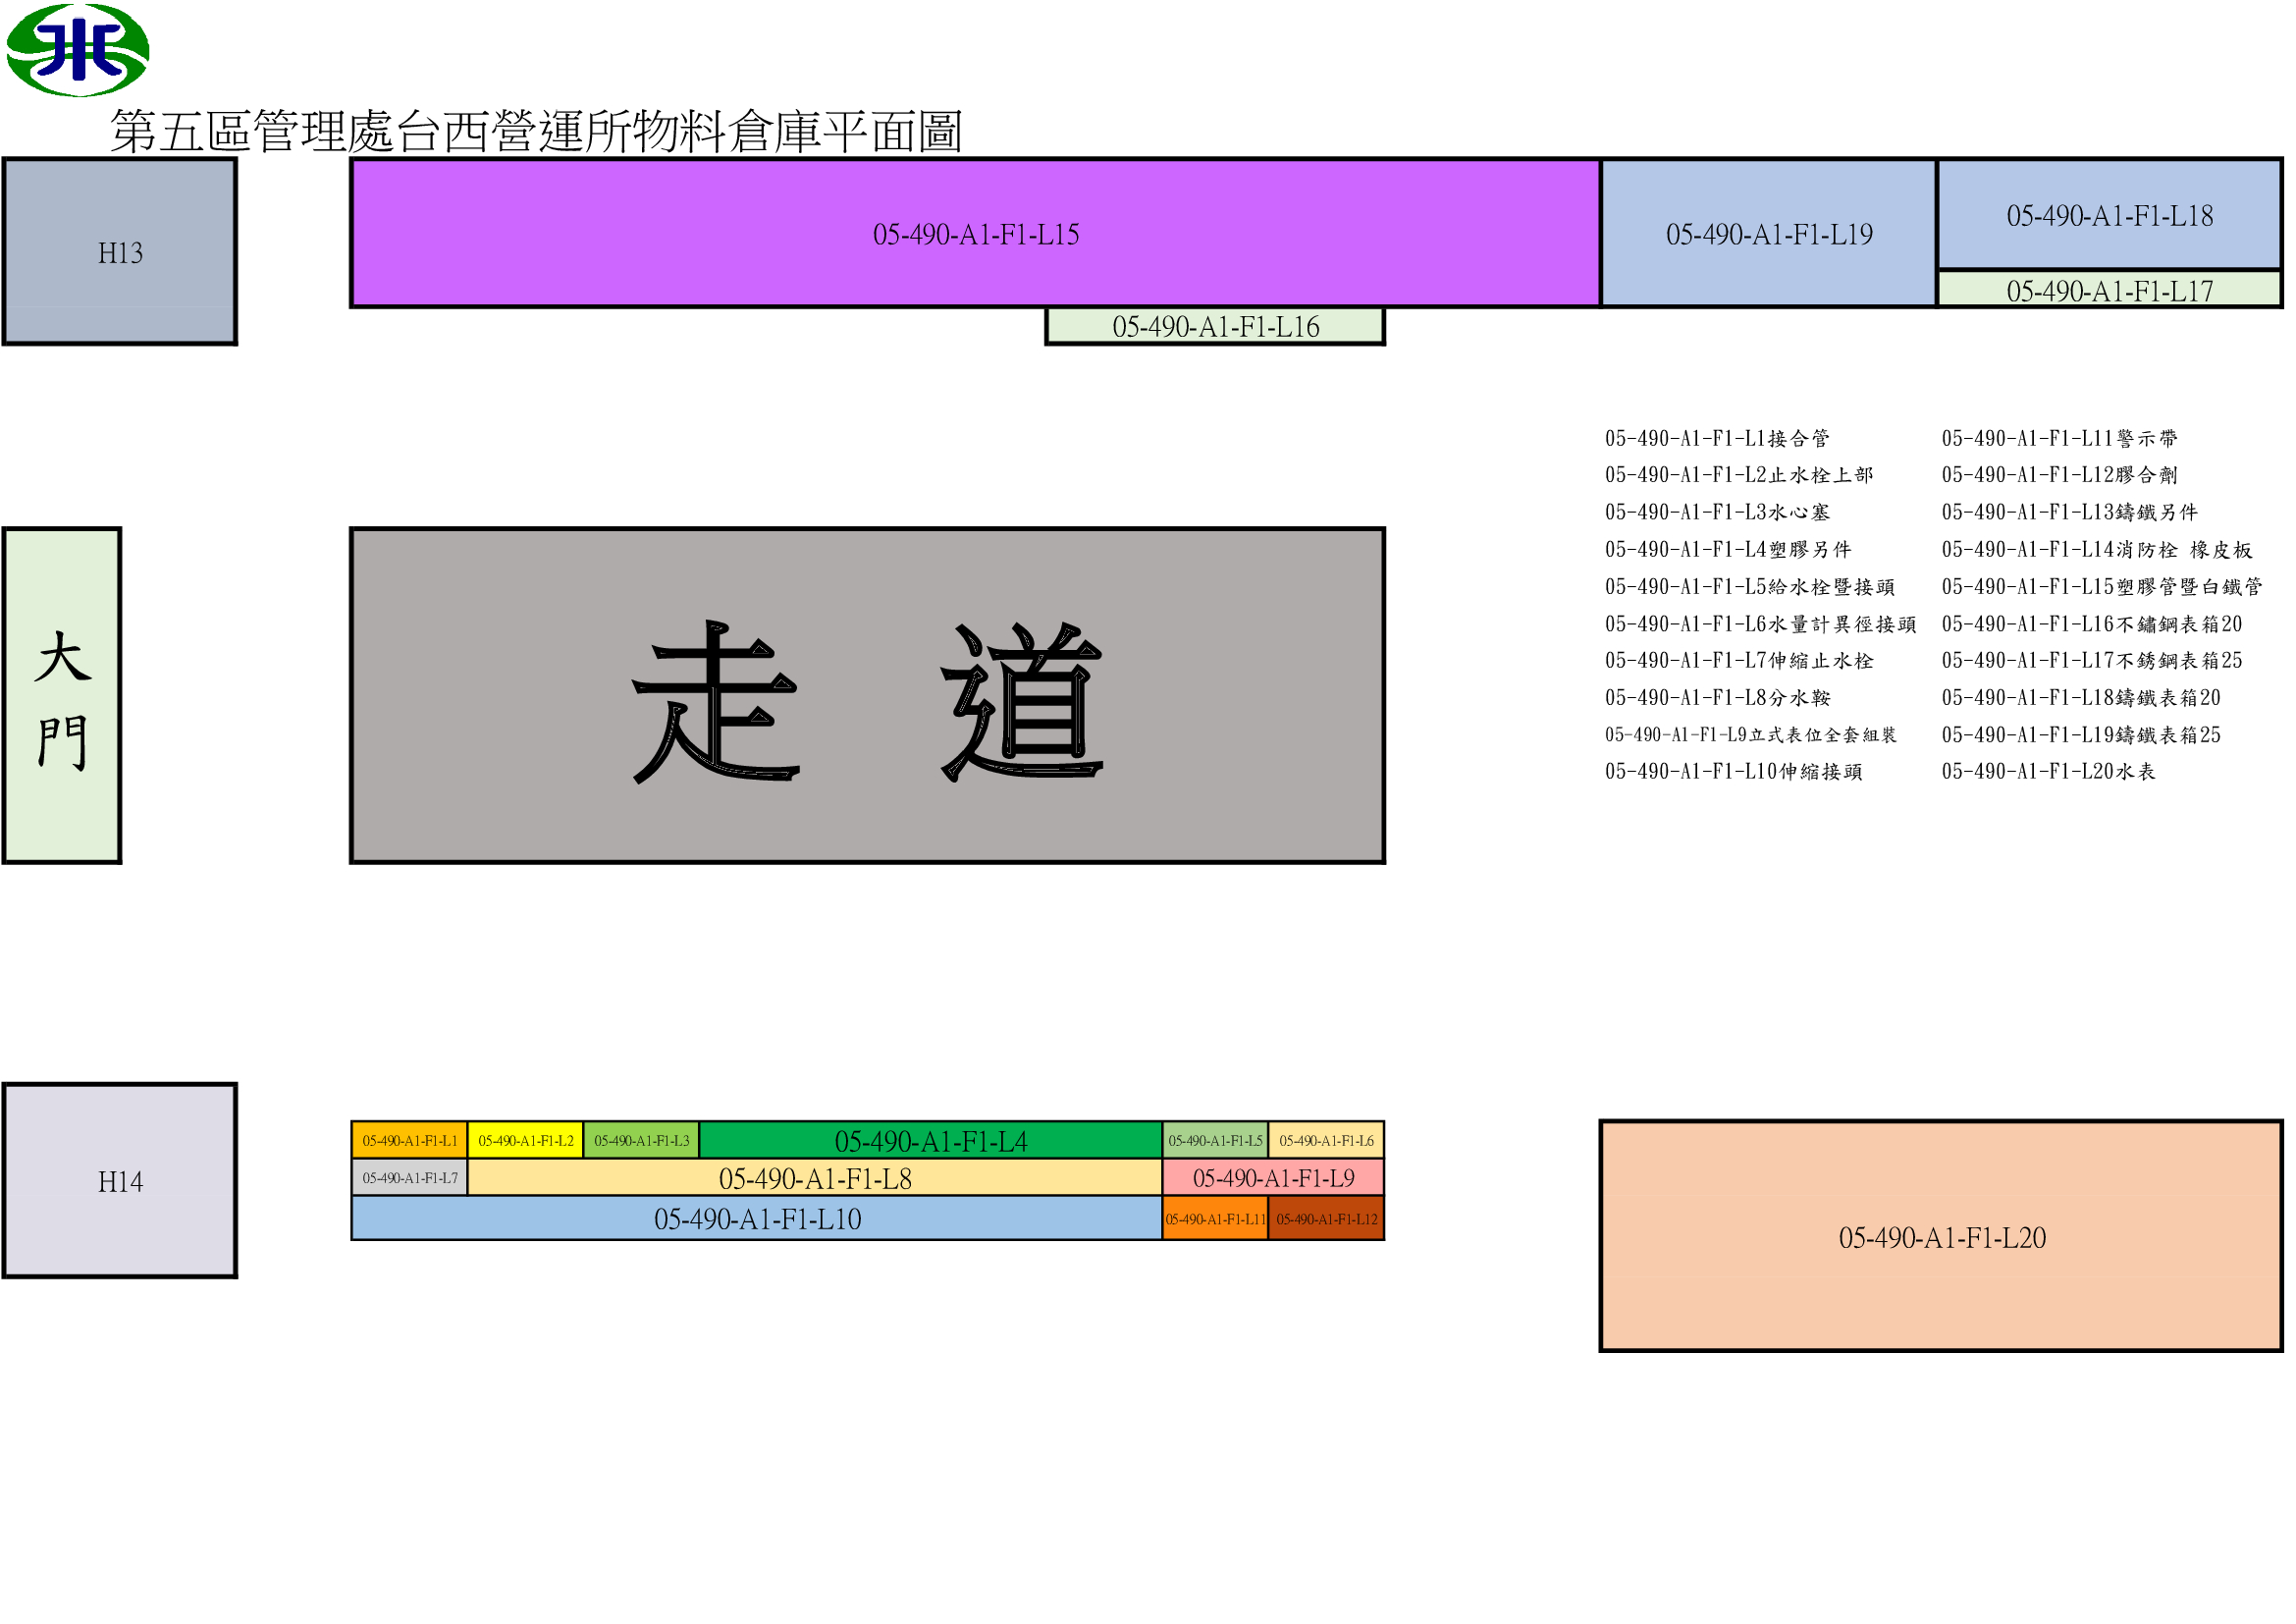 第五區管理處台西營運所物料倉庫平面圖
H13
05-490-A1-F1-L15
05-490-A1-F1-L19
05-490-A1-F1-L18
05-490-A1-F1-L17
05-490-A1-F1-L16
05-490-A1-F1-L1接合管
05-490-A1-F1-L2止水栓上部
05-490-A1-F1-L3水心塞
05-490-A1-F1-L4塑膠另件
05-490-A1-F1-L5給水栓暨接頭
05-490-A1-F1-L6水量計異徑接頭
05-490-A1-F1-L7伸縮止水栓
05-490-A1-F1-L8分水鞍
05-490-A1-F1-L9立式表位全套組裝
05-490-A1-F1-L10伸縮接頭
05-490-A1-F1-L11警示帶
05-490-A1-F1-L12膠合劑
05-490-A1-F1-L13鑄鐵另件
05-490-A1-F1-L14消防栓 橡皮板
05-490-A1-F1-L15塑膠管暨白鐵管
05-490-A1-F1-L16不鏽鋼表箱20
05-490-A1-F1-L17不銹鋼表箱25
05-490-A1-F1-L18鑄鐵表箱20
05-490-A1-F1-L19鑄鐵表箱25
05-490-A1-F1-L20水表
大門
走道
H14
05-490-A1-F1-L1
05-490-A1-F1-L2
05-490-A1-F1-L3
05-490-A1-F1-L4
05-490-A1-F1-L5
05-490-A1-F1-L6
05-490-A1-F1-L7
05-490-A1-F1-L8
05-490-A1-F1-L9
05-490-A1-F1-L10
05-490-A1-F1-L11
05-490-A1-F1-L12
05-490-A1-F1-L20